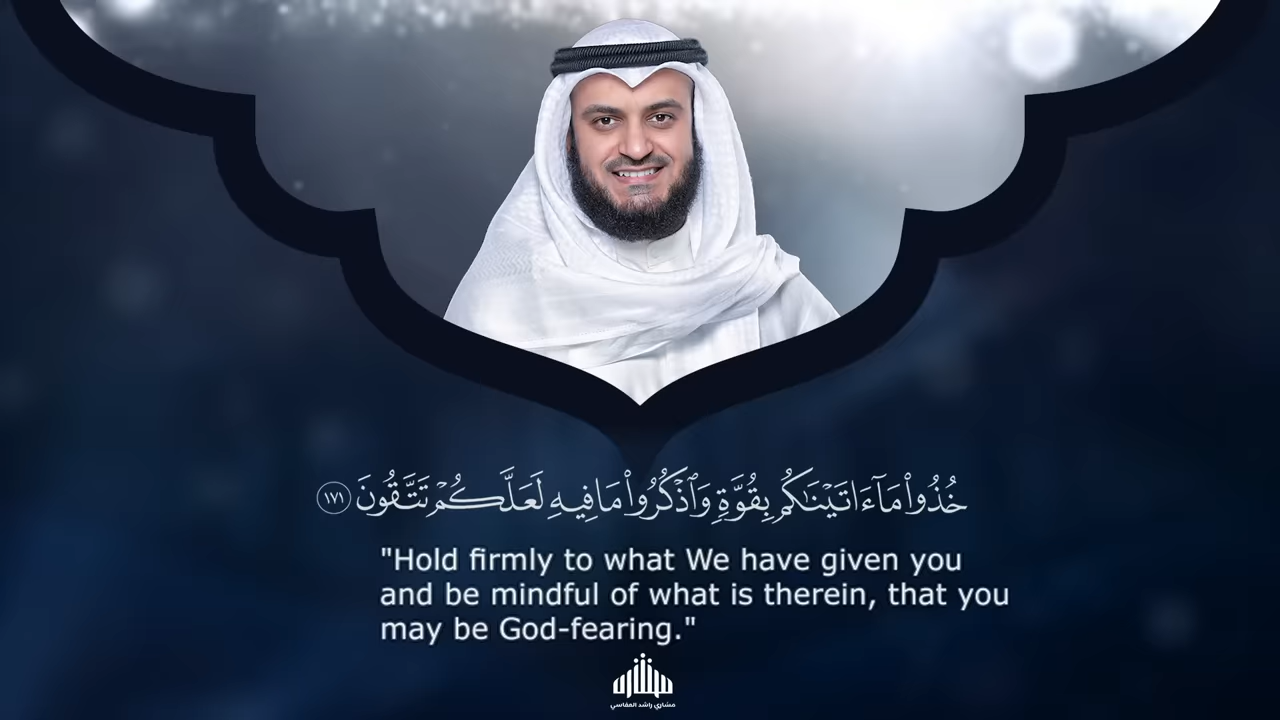 خُذُوا۟ مَآ ءَاتَيْنَـٰكُم بِقُوَّةٍ وَٱذْكُرُوا۟ مَا فِيهِ لَعَلَّكُمْ تَتَّقُونَ ١٧١
"Hold firmly to what We have given you
and be mindful of what is therein, that you
may be God-fearing."
مشاري راشد العفاسي